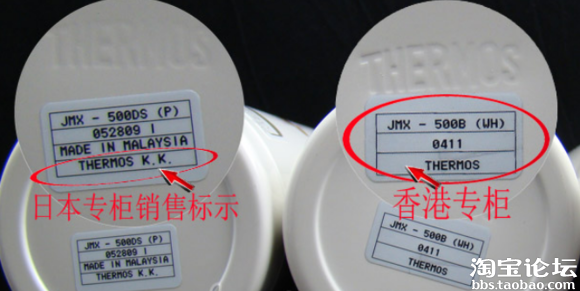 THERMOS
JMX - 500DS (P)
052809 I
MADE IN MALAYSIA
THERMOS K.K.
日本专柜销售标示
JMX - 500DS (P)
052809 I
MADE IN MALAYSIA
THERMOS K.K.
THERMOS
JMX - 500B (WH)
0411
THERMOS
香港专柜
JMX - 500B (WH)
0411
THERMOS
淘宝论坛
bbs.taobao.com